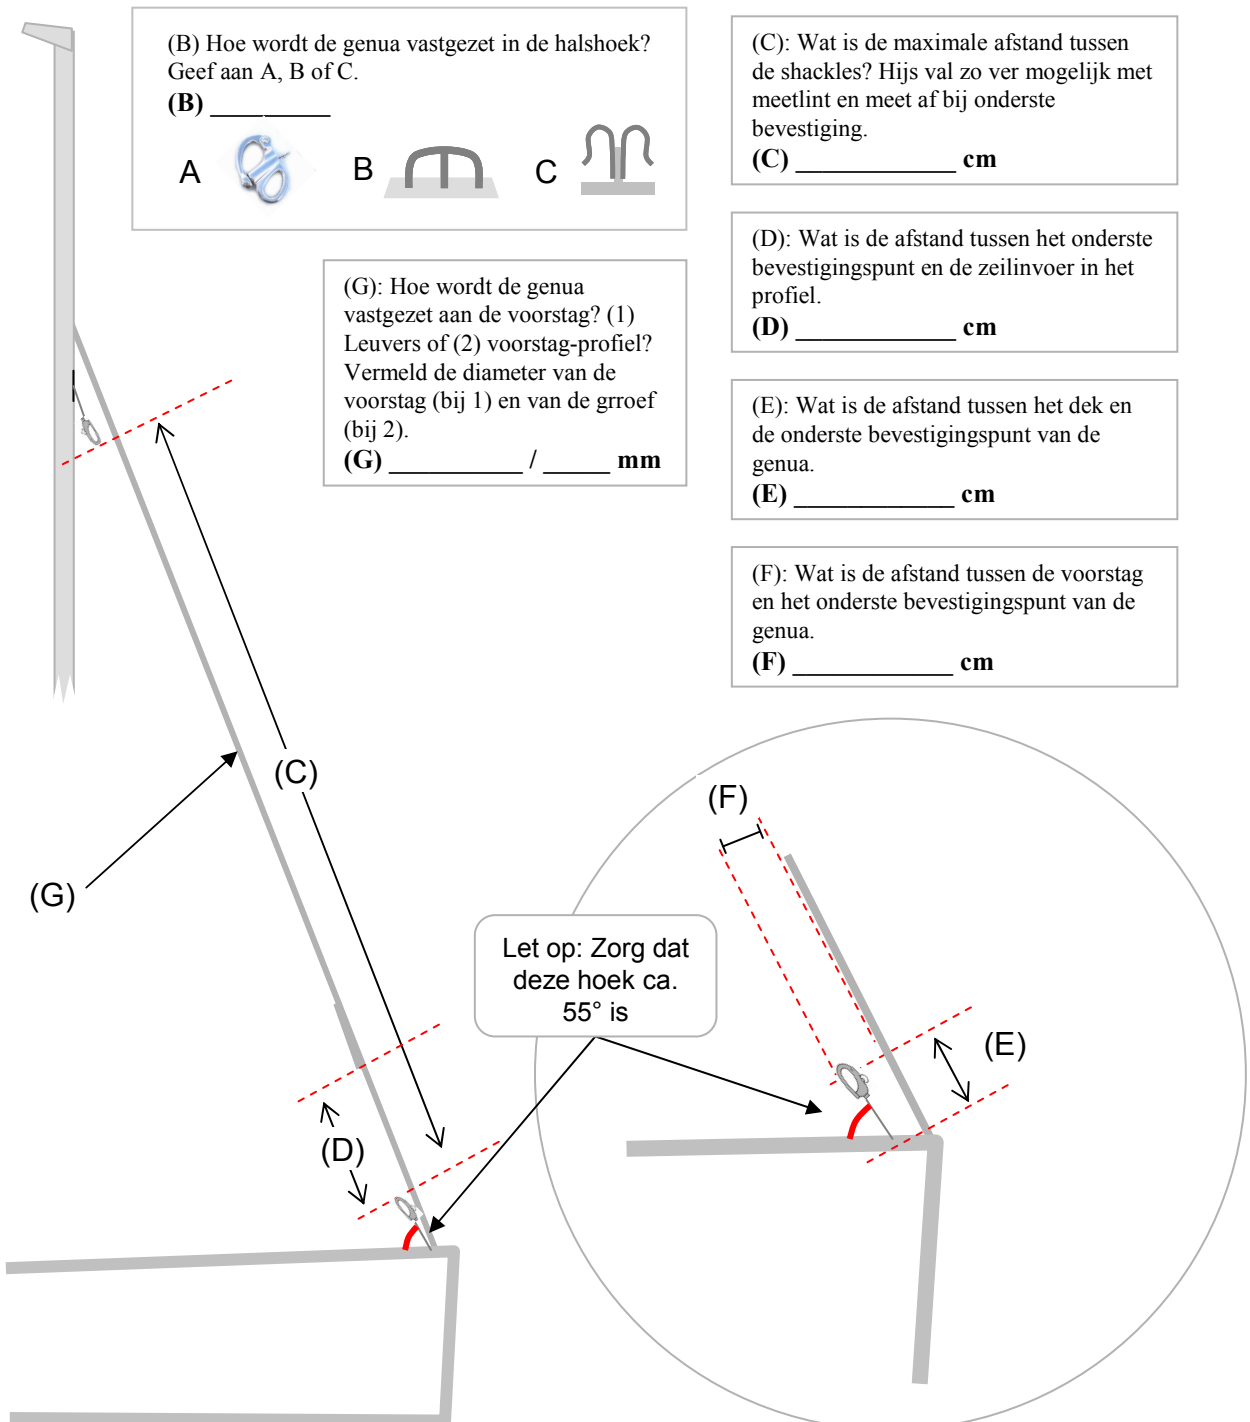 (B) Hoe wordt de genua vastgezet in de halshoek?
Geef aan A, B of C.
(B) _________
A
B
C
(C): Wat is de maximale afstand tussen
de shackles? Hijs val zo ver mogelijk met
meetlint en meet af bij onderste
bevestiging.
(C) ____________ cm
(D): Wat is de afstand tussen het onderste
bevestigingspunt en de zeilinvoer in het
profiel.
(D) ____________ cm
(G): Hoe wordt de genua
vastgezet aan de voorstag? (1)
Leuvers of (2) voorstag-profiel?
Vermeld de diameter van de
voorstag (bij 1) en van de grroef
(bij 2).
(G) __________ / _____ mm
(E): Wat is de afstand tussen het dek en
de onderste bevestigingspunt van de
genua.
(E) ____________ cm
(F): Wat is de afstand tussen de voorstag
en het onderste bevestigingspunt van de
genua.
(F) ____________ cm
(C)
(F)
(G)
Let op: Zorg dat
deze hoek ca.
55° is
(E)
(D)